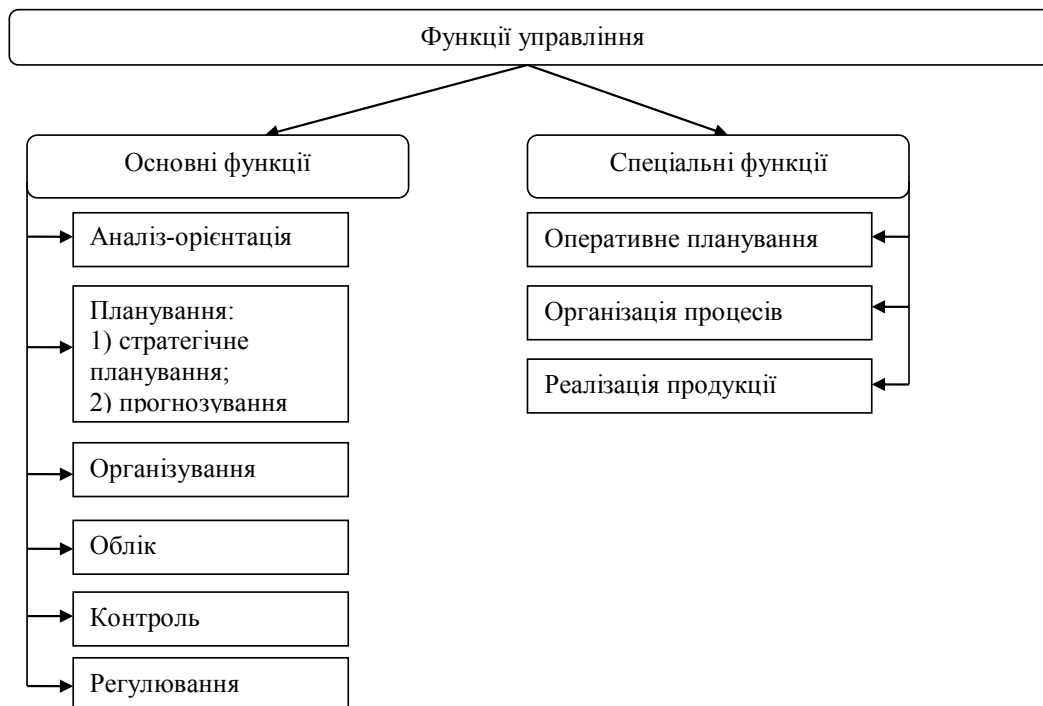 Функції управління
Основні функції
Аналіз-орієнтація
Планування:
1) стратегічне
планування;
2) прогнозування
Організування
Облік
Контроль
Регулювання
Спеціальні функції
Оперативне планування
Організація процесів
Реалізація продукції